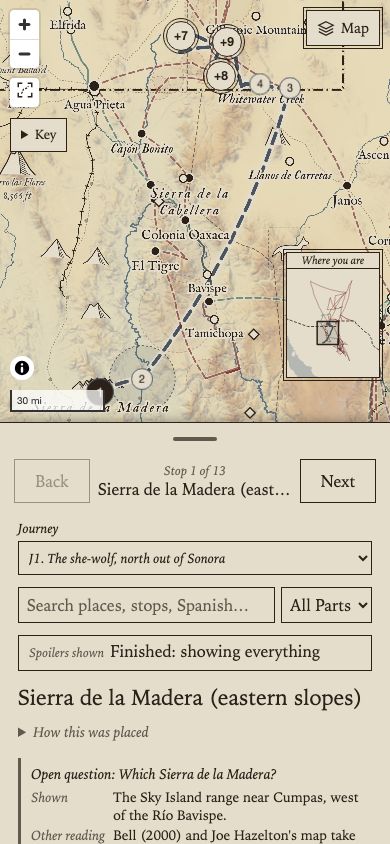 Elfrida
+7
+9
Mountain
Map
+8
4
3
Whitewater Creek
Agua Prieta
Key
Cajón Bonito
8,566 ft
Llanos de Carretas
Ascen
Janos
Sierra de la
Cabellera
Colonia Oaxaca
El Tigre
Bavispe
Tamichopa
Where you are
2
30 mi
Sierra de la Madera
Back
Stop 1 of 13
Sierra de la Madera (east…
Next
Journey
J1. The she-wolf, north out of Sonora
Search places, stops, Spanish…
All Parts
Spoilers shown Finished: showing everything
Sierra de la Madera (eastern slopes)
How this was placed
Open question: Which Sierra de la Madera?
Shown The Sky Island range near Cumpas, west
of the Río Bavispe.
Other reading Bell (2000) and Joe Hazelton's map take